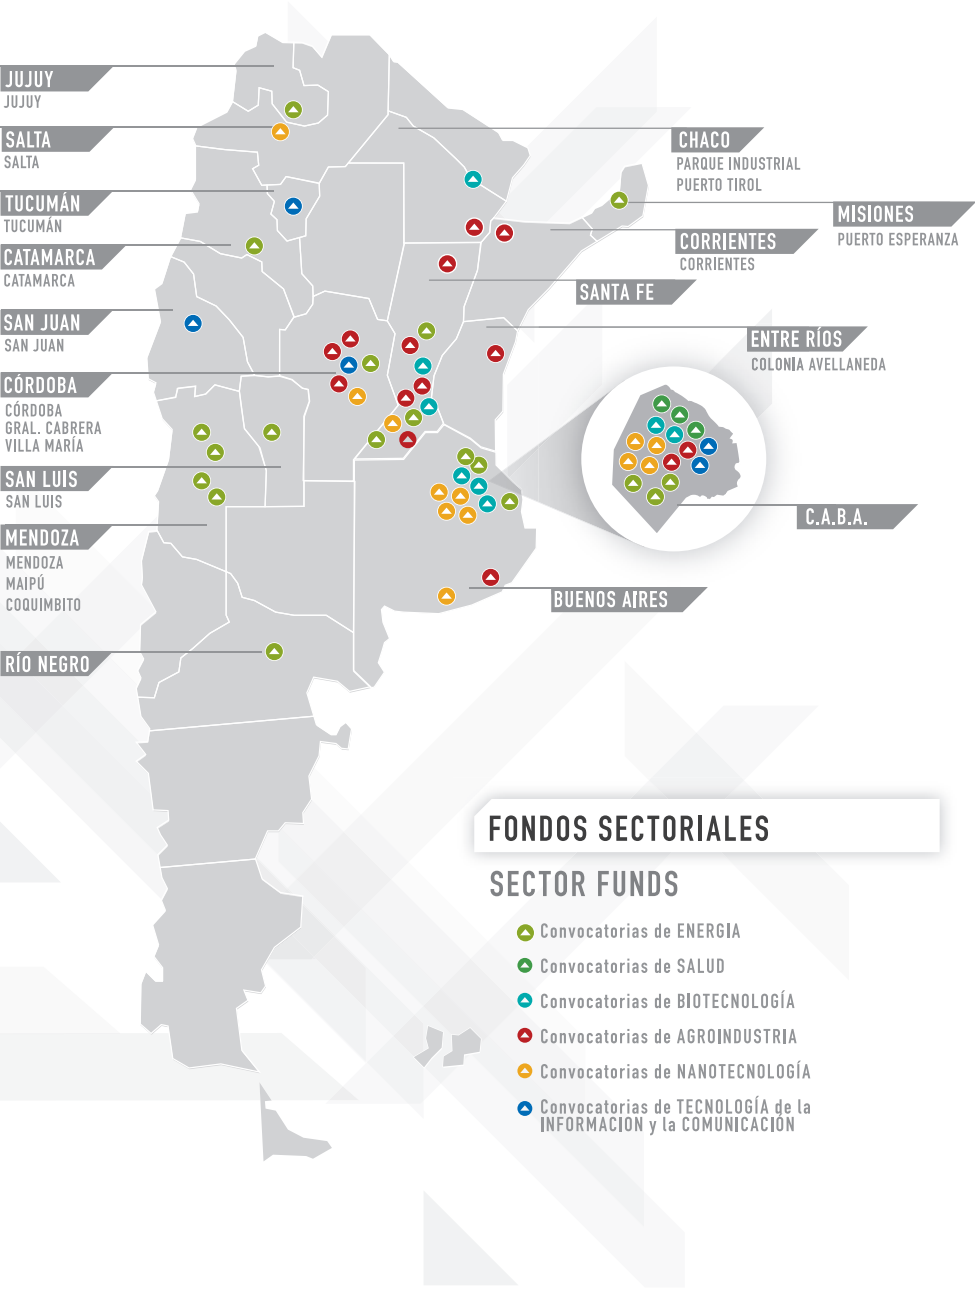 JUJUY
JUJUY
SALTA
SALTA
TUCUMÁN
TUCUMÁN
CATAMARCA
CATAMARCA
SAN JUAN
SAN JUAN
CÓRDOBA
CÓRDOBA
GRAL. CABRERA
VILLA MARÍA
SAN LUIS
SAN LUIS
MENDOZA
MENDOZA
MAIPÚ
COQUIMBITO
RÍO NEGRO
CHACO
PARQUE INDUSTRIAL
PUERTO TIROL
MISIONES
PUERTO ESPERANZA
CORRIENTES
CORRIENTES
SANTA FE
ENTRE RÍOS
COLONIA AVELLANEDA
C.A.B.A.
BUENOS AIRES
FONDOS SECTORIALES
SECTOR FUNDS
Convocatorias de ENERGIA
Convocatorias de SALUD
Convocatorias de BIOTECNOLOGÍA
Convocatorias de AGROINDUSTRIA
Convocatorias de NANOTECNOLOGÍA
Convocatorias de TECNOLOGÍA de la
INFORMACION y la COMUNICACIÓN